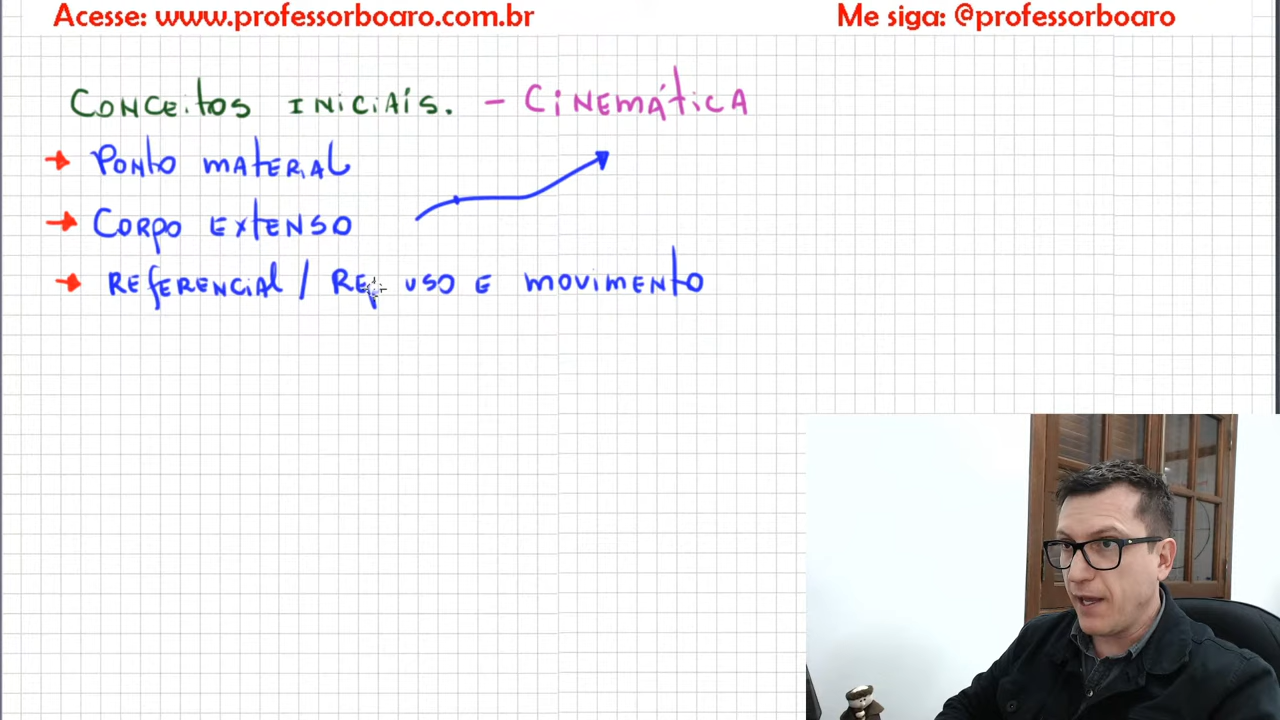 Acesse: www.professorboaro.com.br Me siga: @professorboaro
Conceitos iniciais. - Cinemática
→ Ponto material
→ Corpo extenso
→ Referencial / Repouso e movimento